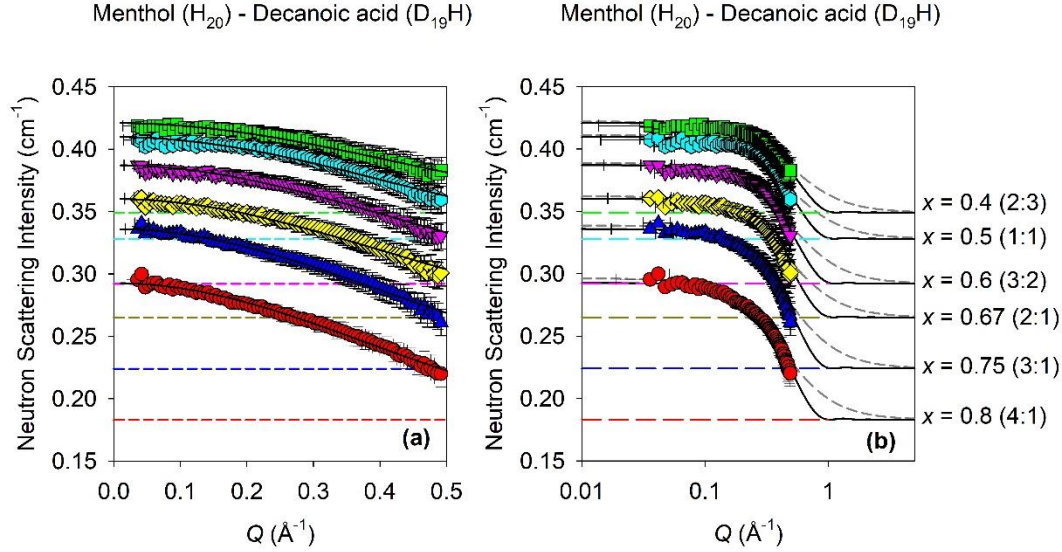 Menthol (H20) - Decanoic acid (D19H)
Menthol (H20) - Decanoic acid (D19H)
Neutron Scattering Intensity (cm-1)
0.45
0.40
0.35
0.30
0.25
0.20
0.15
(a)
0.0 0.1 0.2 0.3 0.4 0.5
Q (Å-1)
Neutron Scattering Intensity (cm-1)
0.45
0.40
0.35
0.30
0.25
0.20
0.15
(b)
0.01 0.1 1
Q (Å-1)
x = 0.4 (2:3)
x = 0.5 (1:1)
x = 0.6 (3:2)
x = 0.67 (2:1)
x = 0.75 (3:1)
x = 0.8 (4:1)